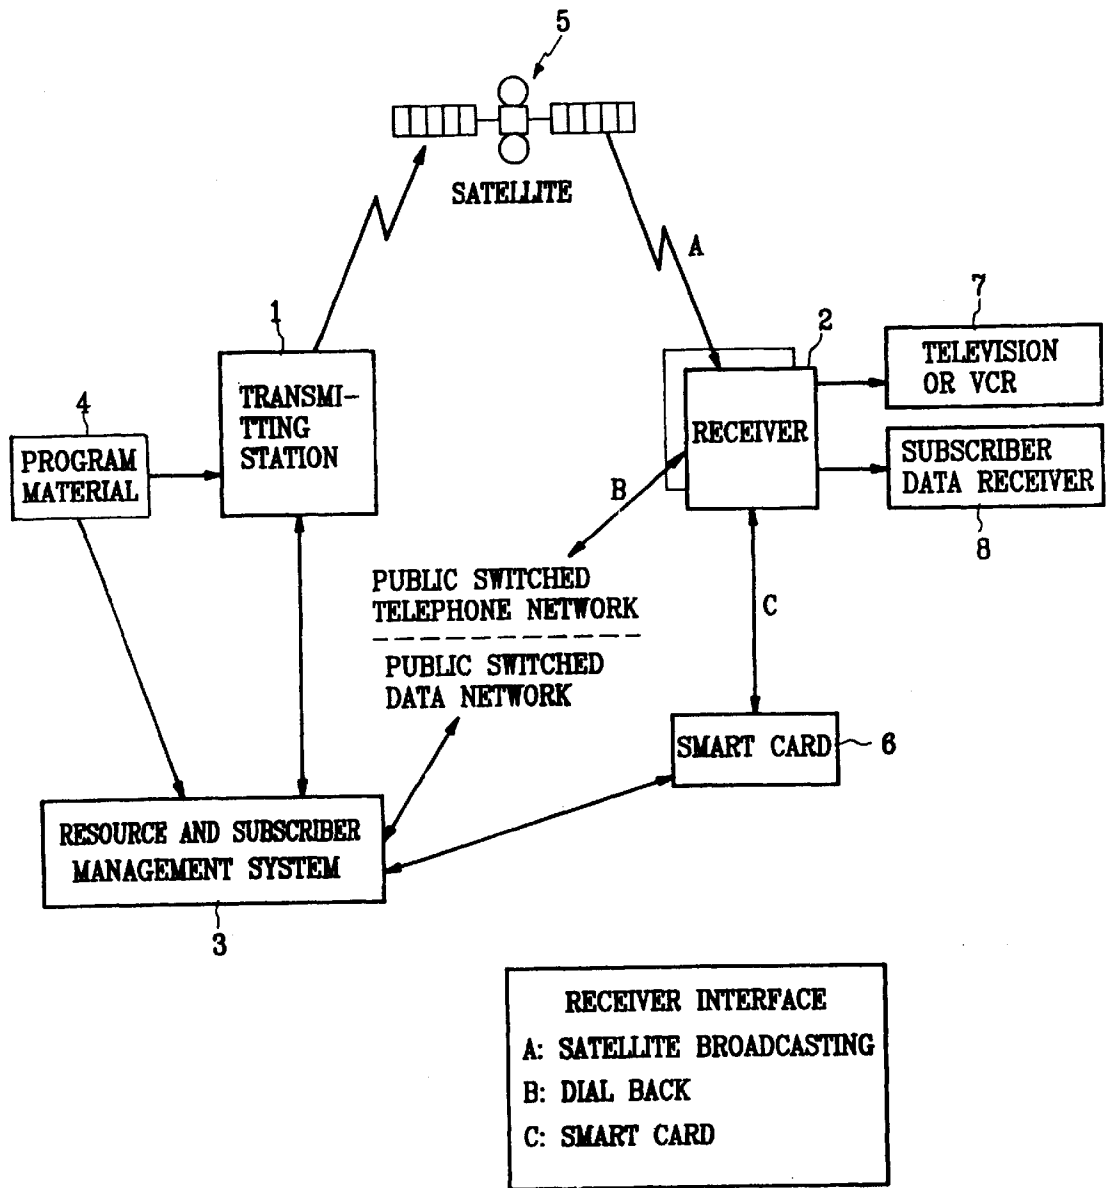 5
SATELLITE
A
1
TRANSMI-
TTING
STATION
4
PROGRAM
MATERIAL
2
RECEIVER
7
TELEVISION
OR VCR
SUBSCRIBER
DATA RECEIVER
8
B
PUBLIC SWITCHED
TELEPHONE NETWORK
PUBLIC SWITCHED
DATA NETWORK
C
SMART CARD
6
RESOURCE AND SUBSCRIBER
MANAGEMENT SYSTEM
3
RECEIVER INTERFACE
A: SATELLITE BROADCASTING
B: DIAL BACK
C: SMART CARD